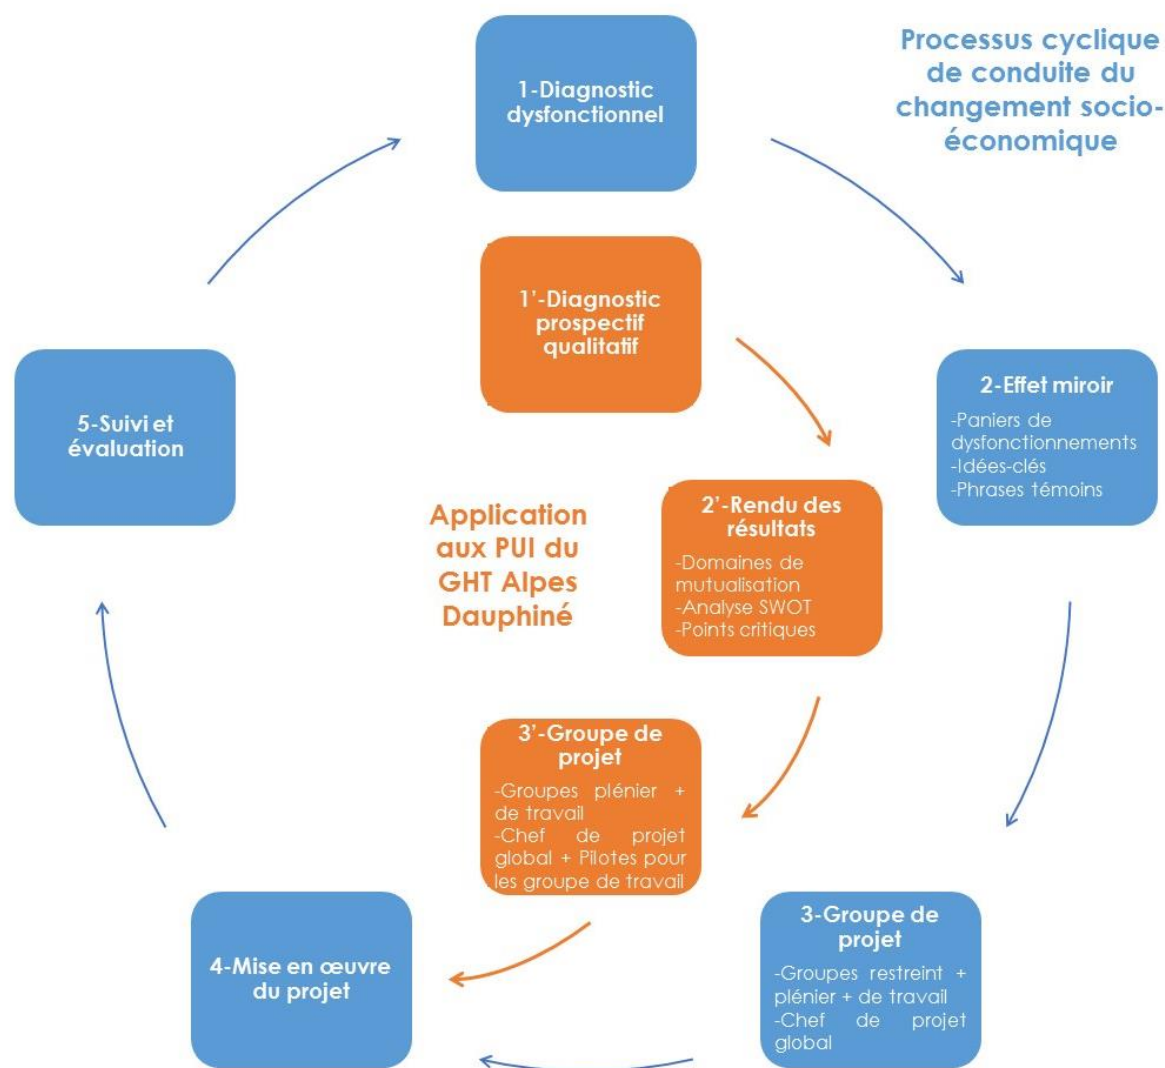 Processus cyclique
de conduite du
changement socio-
économique
1-Diagnostic
dysfonctionnel
1’-Diagnostic
prospectif
qualitatif
2-Effet miroir
-Paniers de
dysfonctionnements
-Idées-clés
-Phrases témoins
5-Suivi et
évaluation
Application
aux PUI du
GHT Alpes
Dauphiné
2’-Rendu des
résultats
-Domaines de
mutualisation
-Analyse SWOT
-Points critiques
3’-Groupe de
projet
-Groupes plénier +
de travail
-Chef de projet
global + Pilotes pour
les groupe de travail
3-Groupe de
projet
-Groupes restreint +
plénier + de travail
-Chef de projet
global
4-Mise en œuvre
du projet